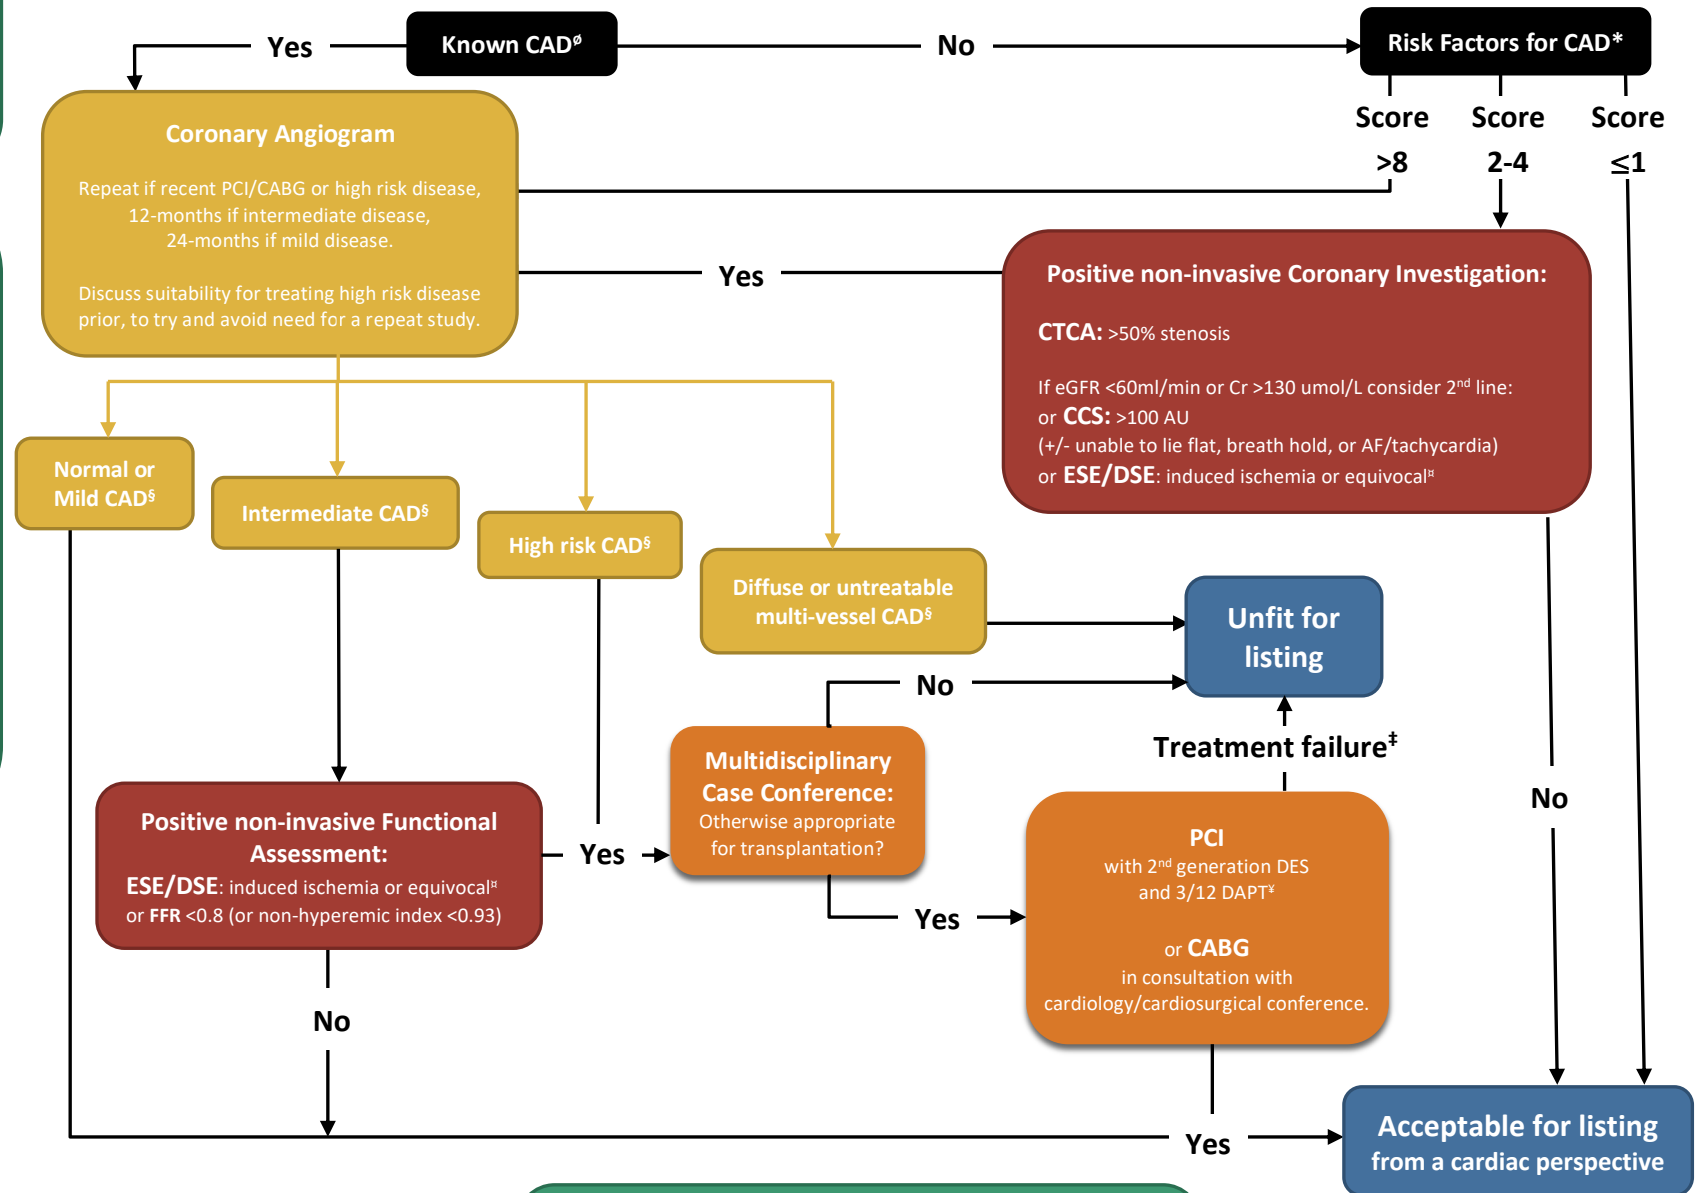 Known CADᶲ
Yes
No
Risk Factors for CAD*
Score
>8
Score
2-4
Score
≤1
Coronary Angiogram
Repeat if recent PCI/CABG or high risk disease,
12-months if intermediate disease,
24-months if mild disease.
Discuss suitability for treating high risk disease
prior, to try and avoid need for a repeat study.
Yes
Positive non-invasive Coronary Investigation:
CTCA: >50% stenosis
If eGFR <60ml/min or Cr >130 umol/L consider 2nd line:
or CCS: >100 AU
(+/- unable to lie flat, breath hold, or AF/tachycardia)
or ESE/DSE: induced ischemia or equivocal¤
Normal or
Mild CAD§
Intermediate CAD§
High risk CAD§
Diffuse or untreatable
multi-vessel CAD§
Unfit for
listing
No
Treatment failure‡
Multidisciplinary
Case Conference:
Otherwise appropriate
for transplantation?
Positive non-invasive Functional
Assessment:
ESE/DSE: induced ischemia or equivocal¤
or FFR <0.8 (or non-hyperemic index <0.93)
Yes
Yes
PCI
with 2nd generation DES
and 3/12 DAPT¥
or CABG
in consultation with
cardiology/cardiosurgical conference.
No
No
Yes
Acceptable for listing
from a cardiac perspective